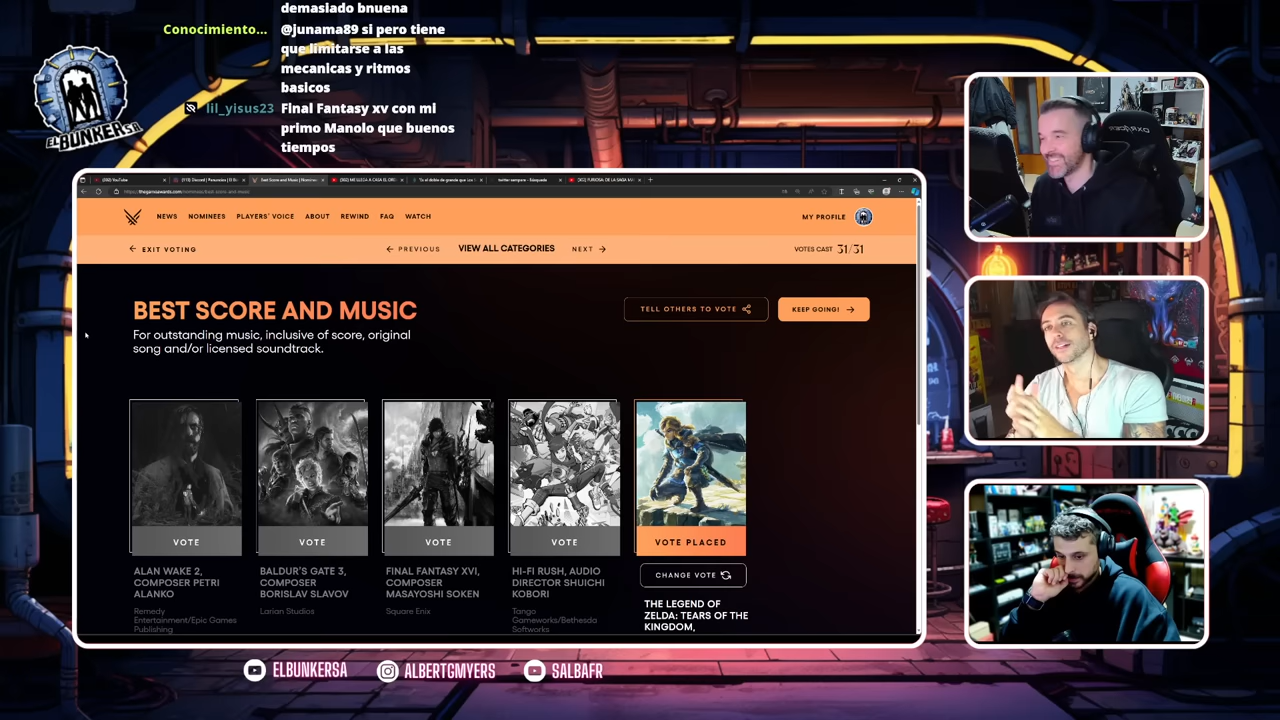 demasiado bnuena
Conocimiento... @junama89 si pero tiene
que limitarse a las
mecanicas y ritmos
basicos
lil_yisus23 FInal Fantasy xv con mi
primo Manolo que buenos
tiempos
ELBUNKERSA
NEWS NOMINEES PLAYERS' VOICE ABOUT REWIND FAQ WATCH MY PROFILE
EXIT VOTING PREVIOUS VIEW ALL CATEGORIES NEXT VOTES CAST 31/31
BEST SCORE AND MUSIC
For outstanding music, inclusive of score, original
song and/or licensed soundtrack.
TELL OTHERS TO VOTE KEEP GOING!
VOTE VOTE VOTE VOTE VOTE PLACED
CHANGE VOTE
ALAN WAKE 2,
COMPOSER PETRI
ALANKO
Remedy
Entertainment/Epic Games
Publishing
BALDUR'S GATE 3,
COMPOSER
BORISLAV SLAVOV
Larian Studios
FINAL FANTASY XVI,
COMPOSER
MASAYOSHI SOKEN
Square Enix
HI-FI RUSH, AUDIO
DIRECTOR SHUICHI
KOBORI
Tango
Gameworks/Bethesda
Softworks
THE LEGEND OF
ZELDA: TEARS OF THE
KINGDOM,
ELBUNKERSA ALBERTGMYERS SALBAFR